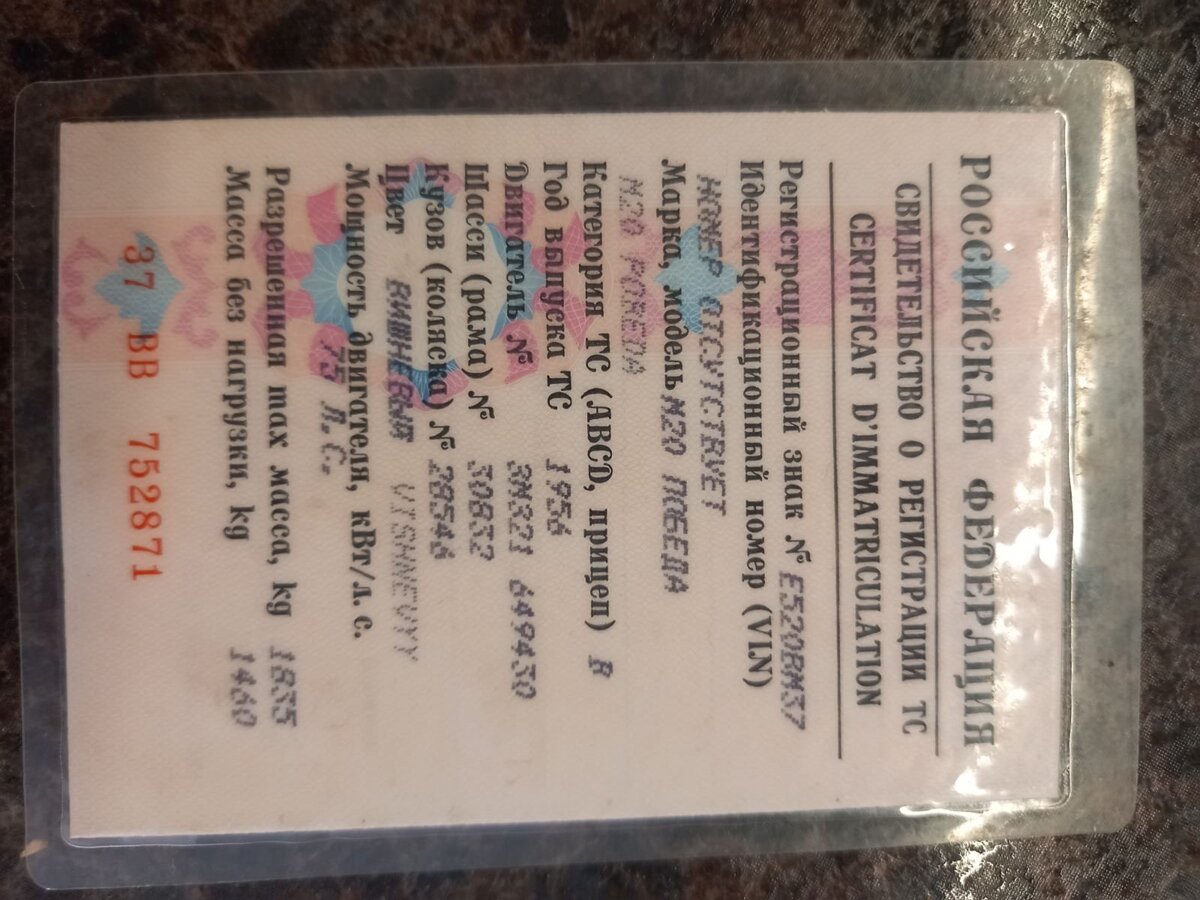 РОССИЙСКАЯ ФЕДЕРАЦИЯ
СВИДЕТЕЛЬСТВО О РЕГИСТРАЦИИ ТС
CERTIFICAT D'IMMATRICULATION
Регистрационный знак № Е520ВМ37
Идентификационный номер (VIN)
НОМЕР ОТСУТСТВУЕТ
Марка, модель М20 ПОБЕДА
M20 POBEDA
Категория ТС (ABCD, прицеп) B
Год выпуска ТС 1956
Двигатель № ЗМ321 649430
Шасси (рама) № 30832
Кузов (коляска) № 28546
Цвет ВИШНЕВЫЙ VISHNEVYY
Мощность двигателя, кВт/л. с.
75 Л.С.
Разрешенная max масса, kg 1835
Масса без нагрузки, kg 1460
37 ВВ 752871